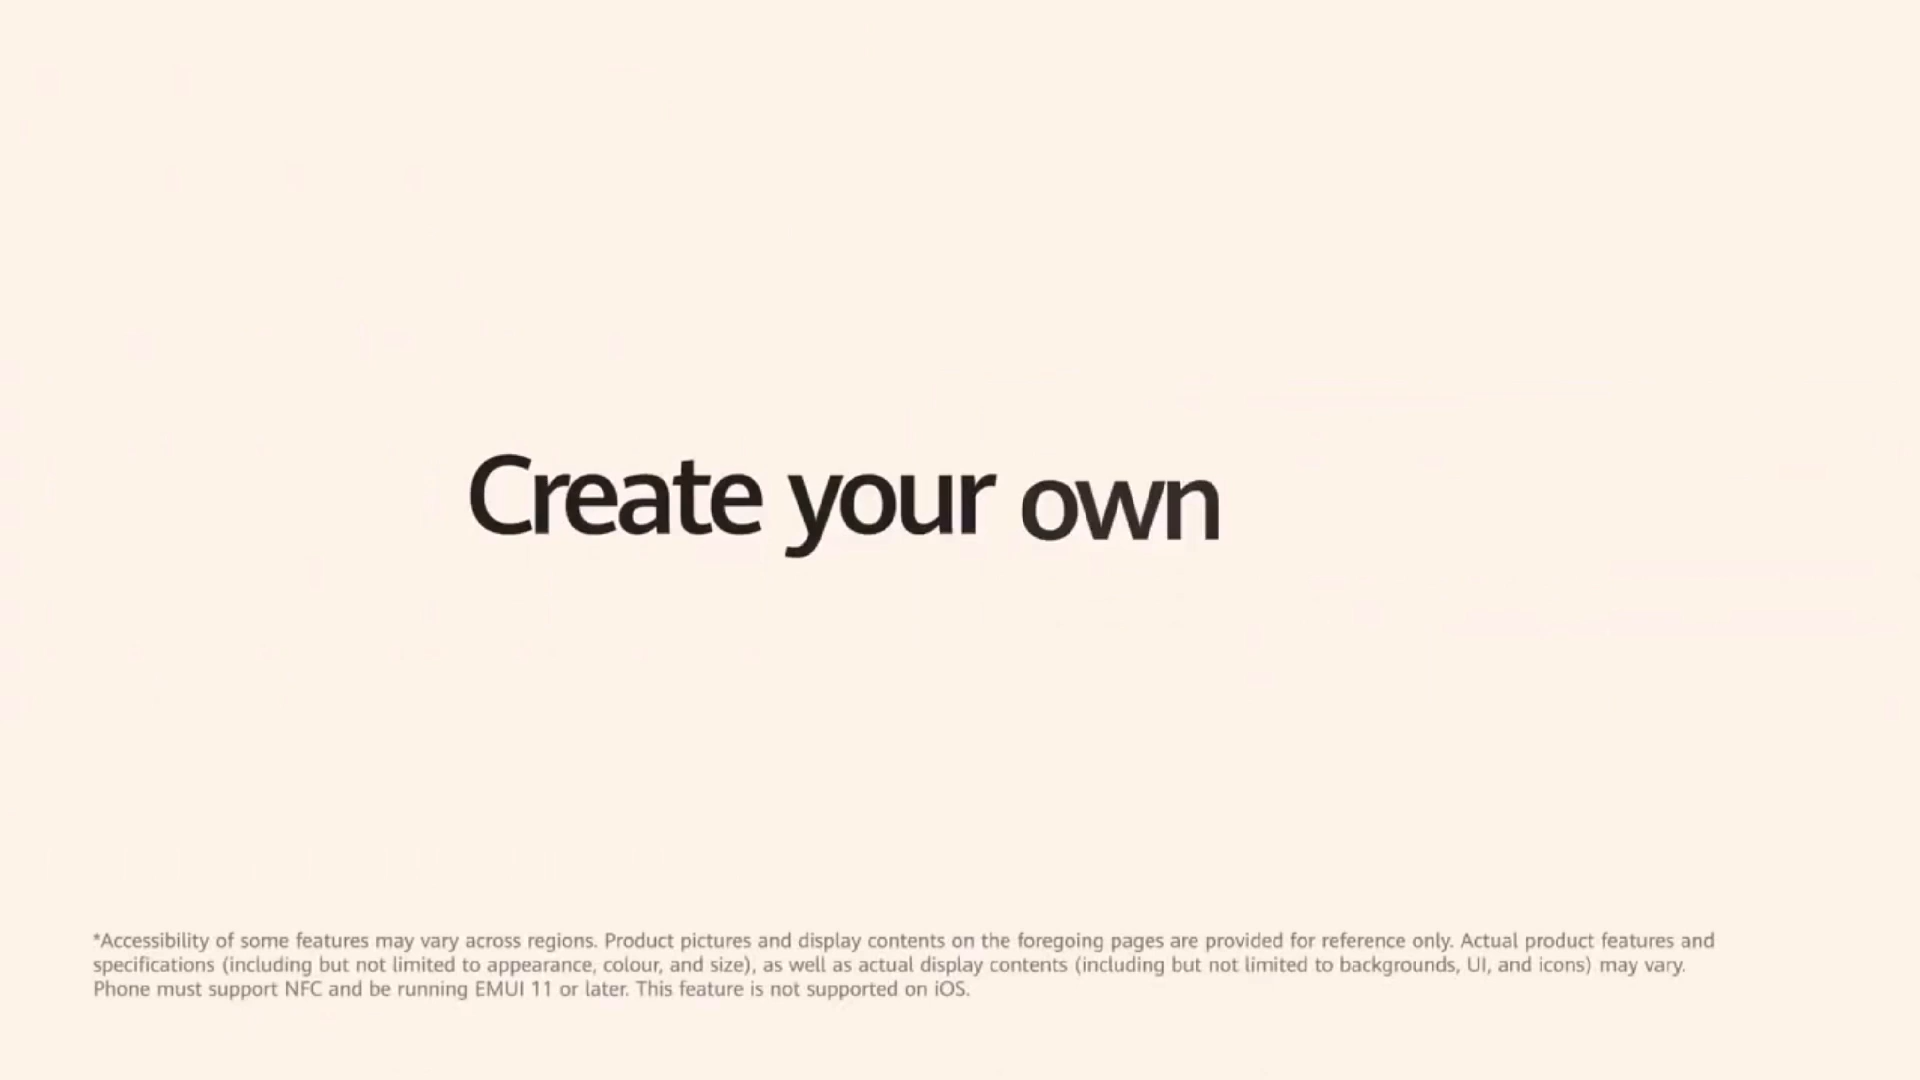 Create your own
*Accessibility of some features may vary across regions. Product pictures and display contents on the foregoing pages are provided for reference only. Actual product features and
specifications (including but not limited to appearance, colour, and size), as well as actual display contents (including but not limited to backgrounds, UI, and icons) may vary.
Phone must support NFC and be running EMUI 11 or later. This feature is not supported on iOS.